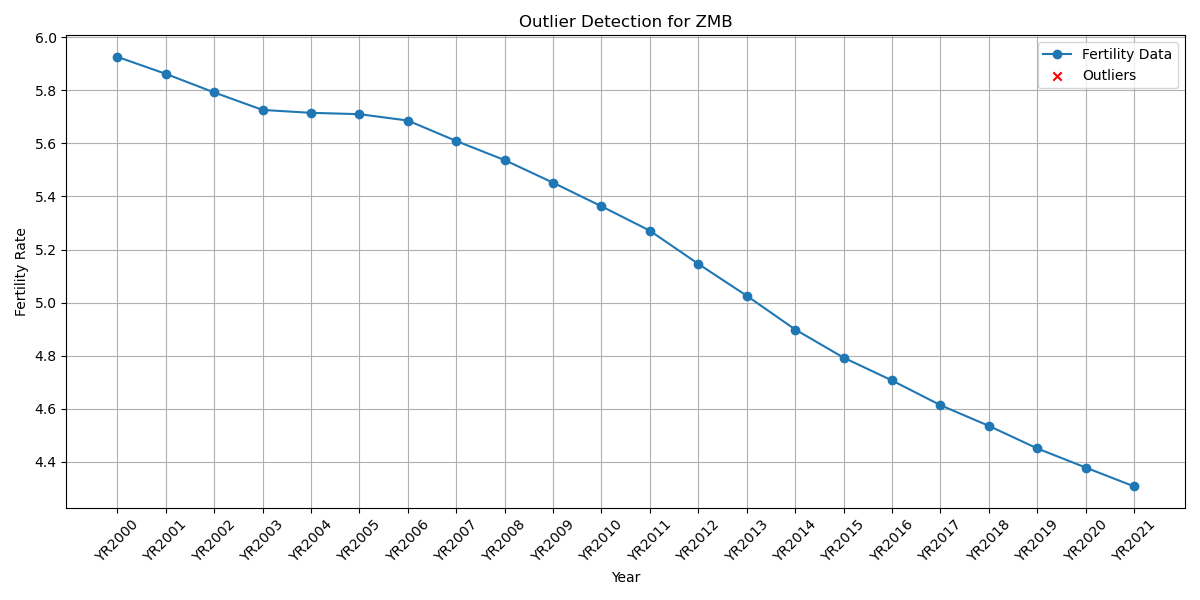 Outlier Detection for ZMB
Fertility Data
Outliers
Fertility Rate
6.0
5.8
5.6
5.4
5.2
5.0
4.8
4.6
4.4
YR2000
YR2001
YR2002
YR2003
YR2004
YR2005
YR2006
YR2007
YR2008
YR2009
YR2010
YR2011
YR2012
YR2013
YR2014
YR2015
YR2016
YR2017
YR2018
YR2019
YR2020
YR2021
Year